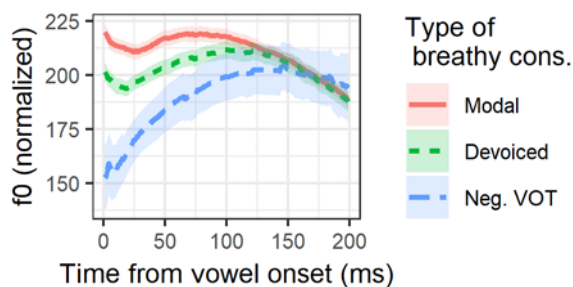 225
200
175
150
f0 (normalized)
0 50 100 150 200
Time from vowel onset (ms)
Type of
breathy cons.
Modal
Devoiced
Neg. VOT